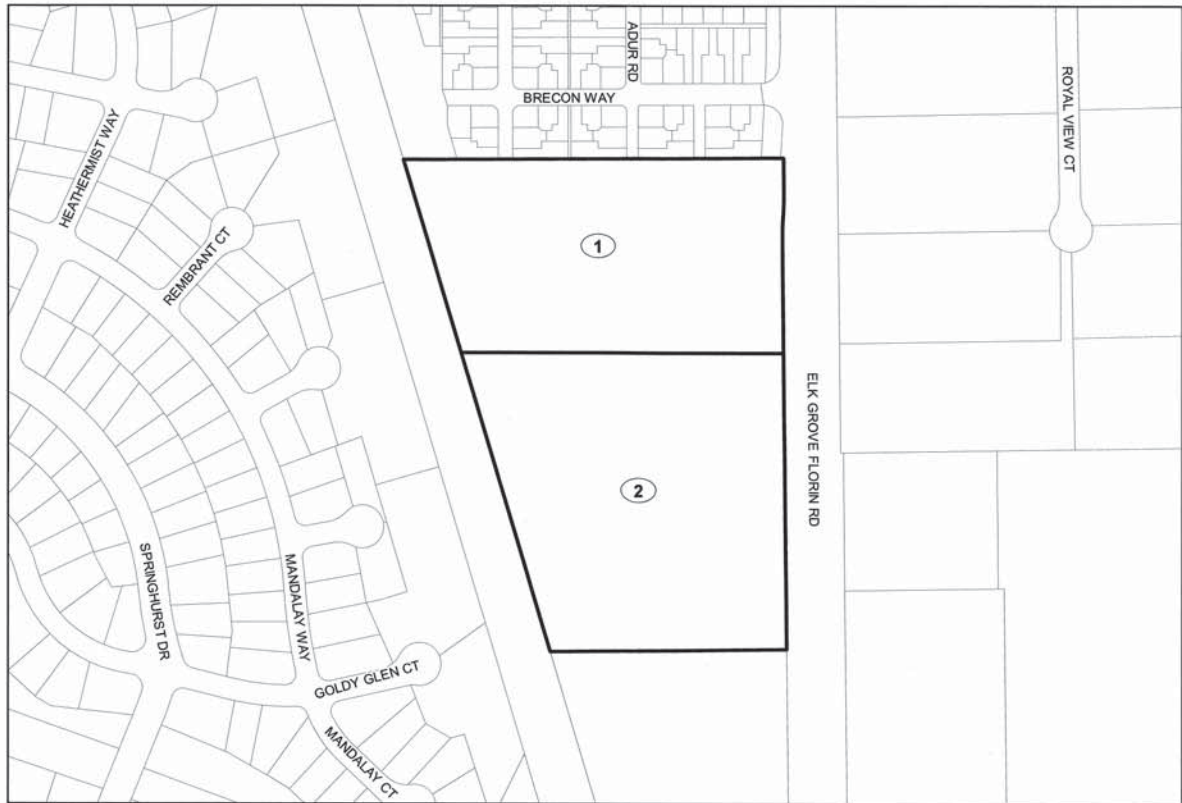 ADUR RD
BRECON WAY
ROYAL VIEW CT
HEATHERMIST WAY
REMBRANT CT
1
ELK GROVE FLORIN RD
2
SPRINGHURST DR
MANDALAY WAY
GOLDY GLEN CT
MANDALAY CT